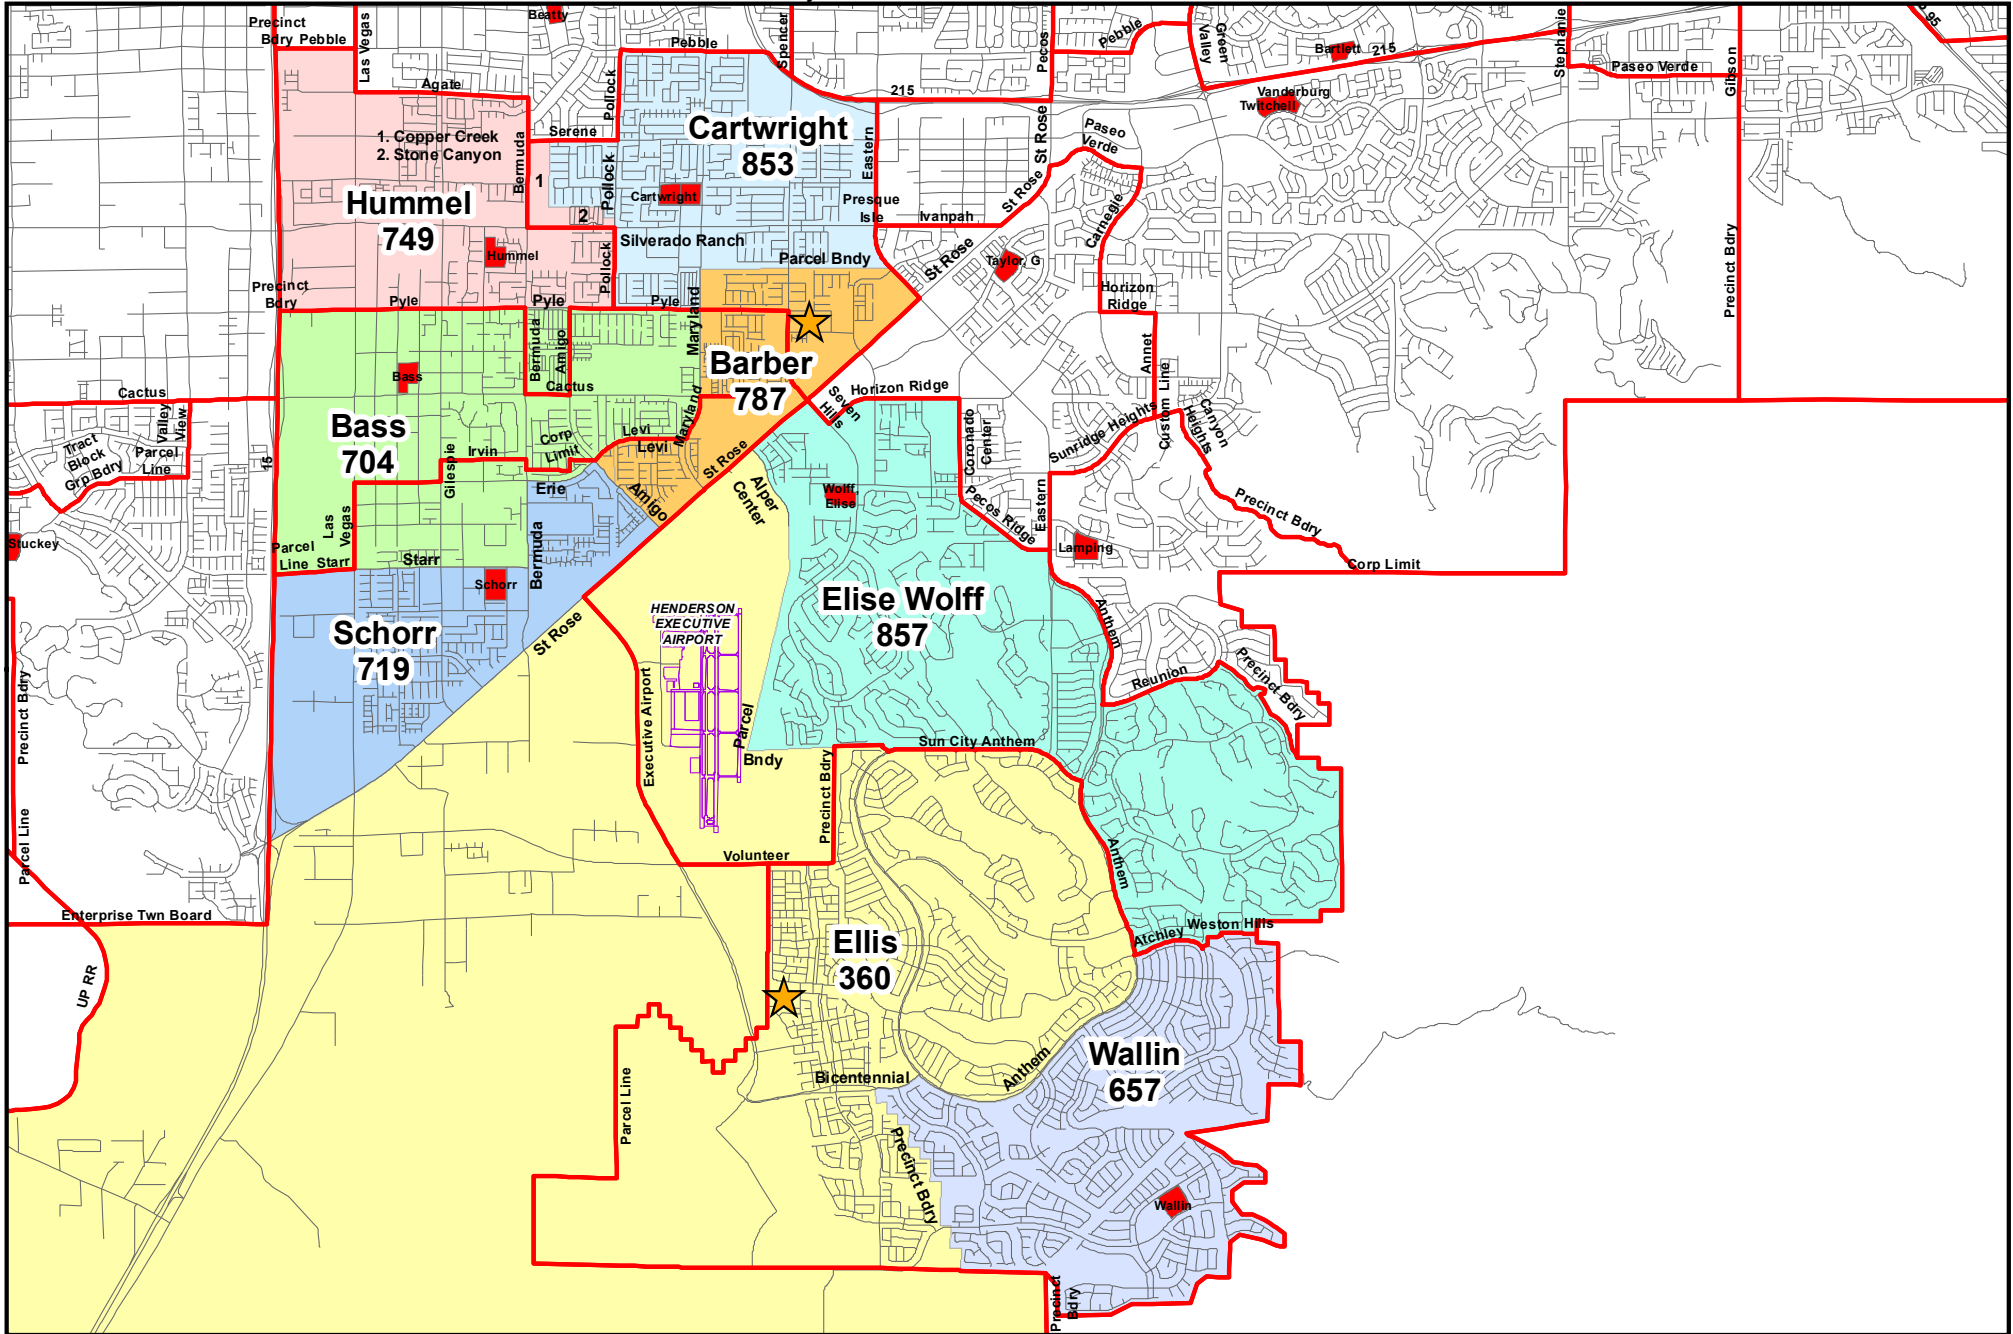 Precinct
Bdry Pebble
Las Vegas
Beatty
Pebble
Spencer
Pecos
Pebble
Green
Valley
Bartlett
215
Stephanie
Paseo Verde
Gibson
95
Agate
Pollock
215
Vanderburg
Twitchell
1. Copper Creek
2. Stone Canyon
Serene
Bermuda
Cartwright
853
Eastern
St Rose
Paseo
Verde
1
Pollock
Cartwright
Hummel
749
2
Presque
Isle
Ivanpah
St Rose
Carnegie
Silverado Ranch
Hummel
Pollock
Parcel Bndy
St Rose
Taylor, G
Precinct Bdry
Precinct
Bdry
Pyle
Pyle
Pyle
Maryland
Horizon
Ridge
Bermuda
Amigo
Barber
787
Annet
Bass
Cactus
Cactus
Seven
Hills
Horizon Ridge
Custom Line
Valley
View
Tract
Block
Grp Bdry
Parcel
Line
Bass
704
15
Gilespie
Irvin
Corp
Limit
Levi
Levi
Maryland
St Rose
Coronado
Center
Sunridge Heights
Canyon
Heights
Erie
Amigo
Alper
Center
Wolff,
Elise
Pecos Ridge
Eastern
Precinct Bdry
Las
Vegas
Stuckey
Parcel
Line
Starr
Starr
Bermuda
Lamping
Corp Limit
Schorr
Schorr
719
St Rose
HENDERSON
EXECUTIVE
AIRPORT
Elise Wolff
857
Anthem
Reunion
Precinct Bdry
Precinct Bdry
Executive Airport
Parcel
Bndy
Sun City Anthem
Precinct Bdry
Parcel Line
Volunteer
Anthem
Enterprise Twn Board
Atchley
Weston Hills
UP RR
Ellis
360
Wallin
657
Anthem
Bicentennial
Parcel Line
Precinct Bdry
Wallin
Precinct
Bdry